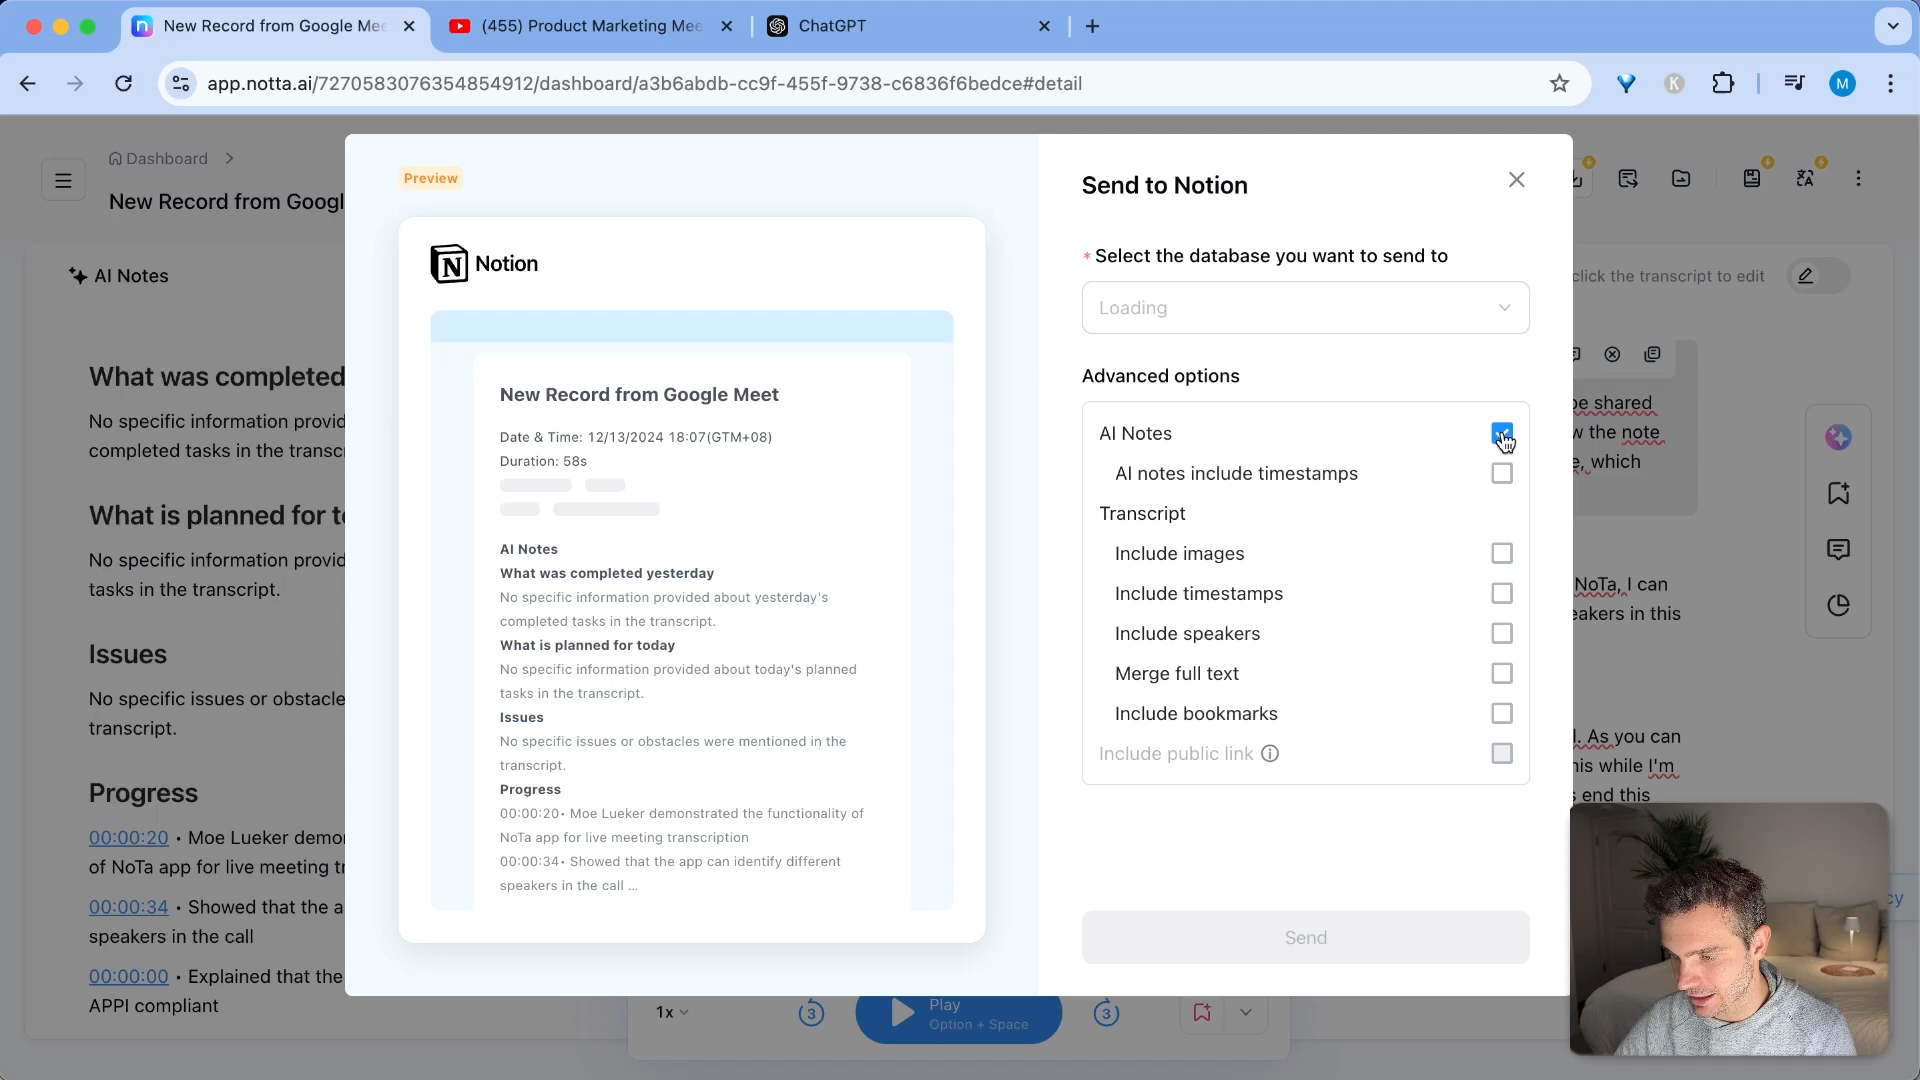 New Record from Google Mee
(455) Product Marketing Mee
ChatGPT
app.notta.ai/7270583076354854912/dashboard/a3b6abdb-cc9f-455f-9738-c6836f6bedce#detail
K
M
Dashboard
New Record from Googl
AI Notes
What was completed
No specific information provid
completed tasks in the transcr
What is planned for t
No specific information provid
tasks in the transcript.
Issues
No specific issues or obstacle
transcript.
Progress
00:00:20 • Moe Lueker demor
of NoTa app for live meeting tr
00:00:34 • Showed that the a
speakers in the call
00:00:00 • Explained that the
APPI compliant
Preview
Notion
New Record from Google Meet
Date & Time: 12/13/2024 18:07(GTM+08)
Duration: 58s
AI Notes
What was completed yesterday
No specific information provided about yesterday's
completed tasks in the transcript.
What is planned for today
No specific information provided about today's planned
tasks in the transcript.
Issues
No specific issues or obstacles were mentioned in the
transcript.
Progress
00:00:20• Moe Lueker demonstrated the functionality of
NoTa app for live meeting transcription
00:00:34• Showed that the app can identify different
speakers in the call ...
Send to Notion
* Select the database you want to send to
Loading
Advanced options
AI Notes
AI notes include timestamps
Transcript
Include images
Include timestamps
Include speakers
Merge full text
Include bookmarks
Include public link
Send
click the transcript to edit
be shared
w the note
e, which
NoTa, I can
eakers in this
l. As you can
his while I'm
s end this
cy
1x
3
Play
Option + Space
3